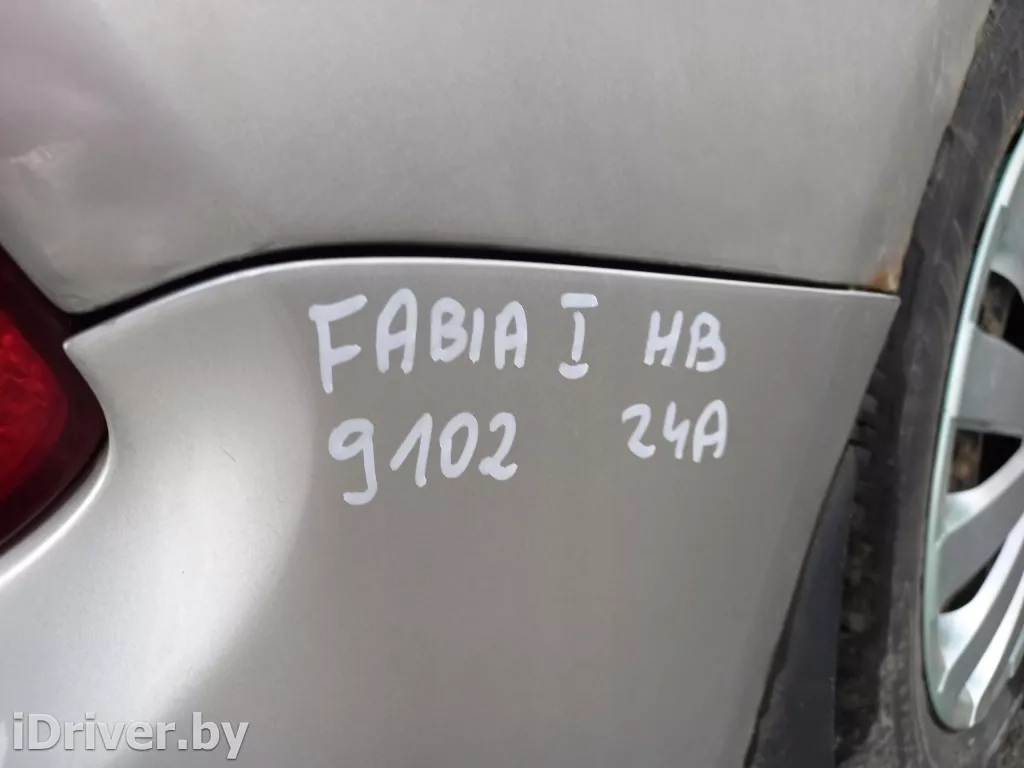 FABIA I HB
9102 24A
iDriver.by